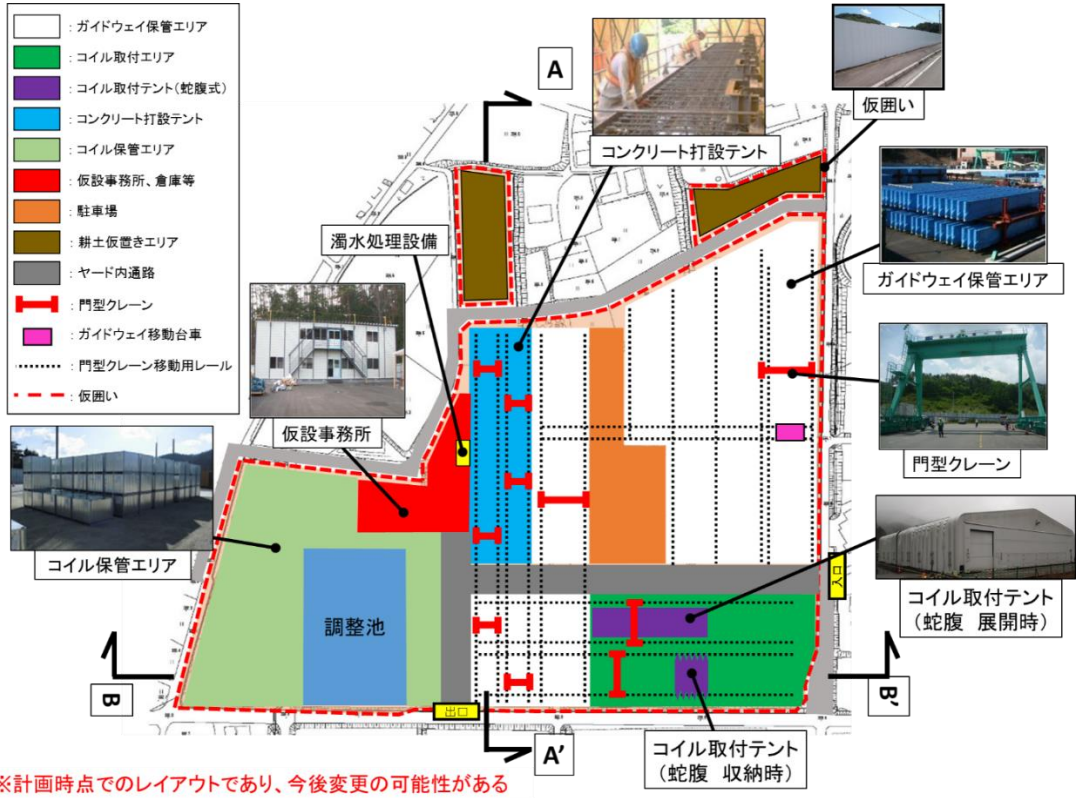 : ガイドウェイ保管エリア
: コイル取付エリア
: コイル取付テント(蛇腹式)
: コンクリート打設テント
: コイル保管エリア
: 仮設事務所、倉庫等
: 駐車場
: 耕土仮置きエリア
: ヤード内通路
: 門型クレーン
: ガイドウェイ移動台車
: 門型クレーン移動用レール
: 仮囲い
A
コンクリート打設テント
仮囲い
濁水処理設備
ガイドウェイ保管エリア
仮設事務所
門型クレーン
コイル保管エリア
入口
コイル取付テント
(蛇腹 展開時)
調整池
B
B'
出口
A'
コイル取付テント
(蛇腹 収納時)
※計画時点でのレイアウトであり、今後変更の可能性がある